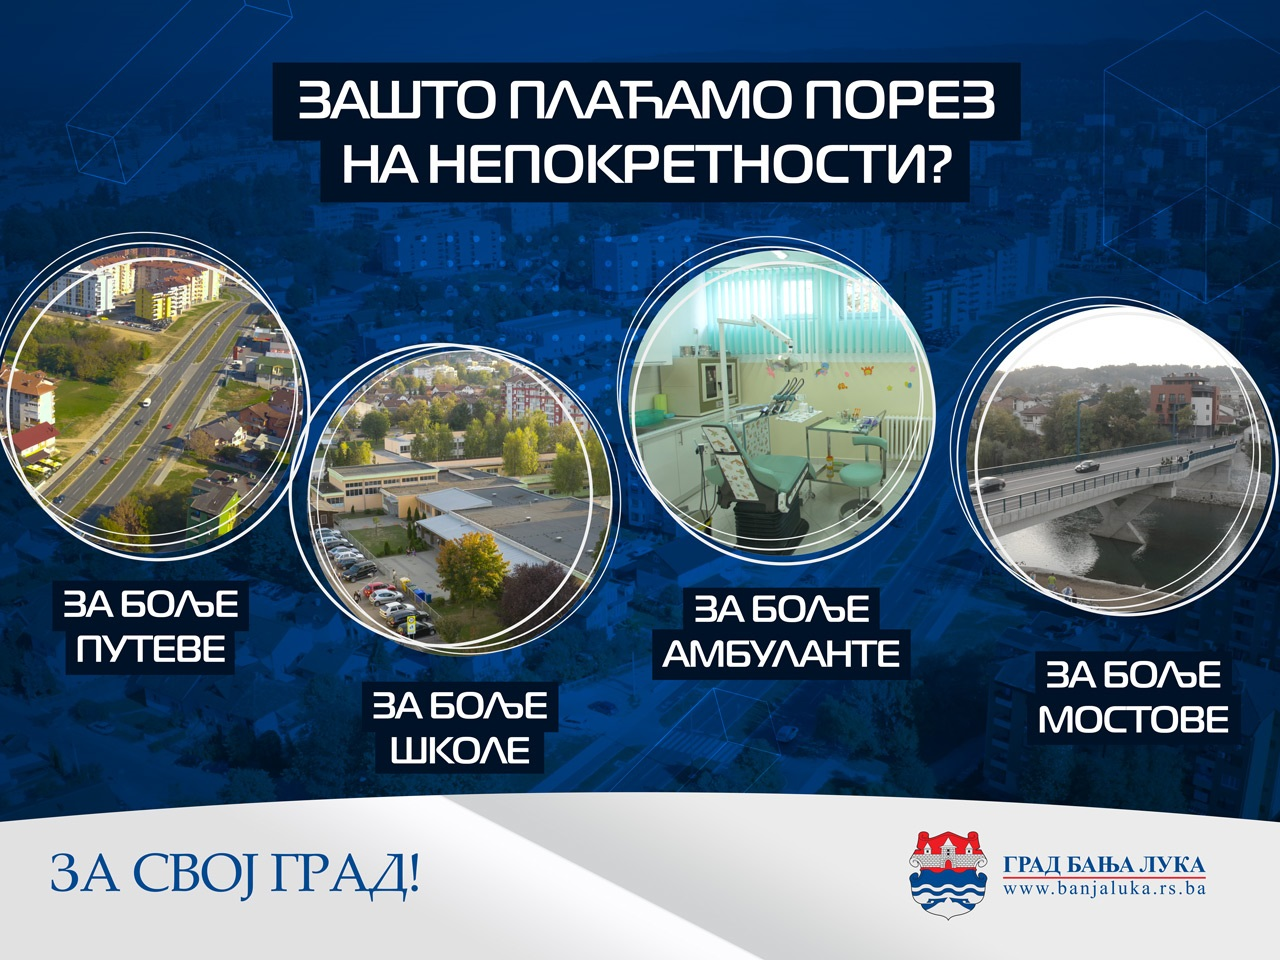 ЗАШТО ПЛАЋАМО ПОРЕЗ
НА НЕПОКРЕТНОСТИ?
ЗА БОЉЕ
ПУТЕВЕ
ЗА БОЉЕ
ШКОЛЕ
ЗА БОЉЕ
АМБУЛАНТЕ
ЗА БОЉЕ
МОСТОВЕ
ЗА СВОЈ ГРАД!
ГРАД БАЊА ЛУКА
www.banjaluka.rs.ba